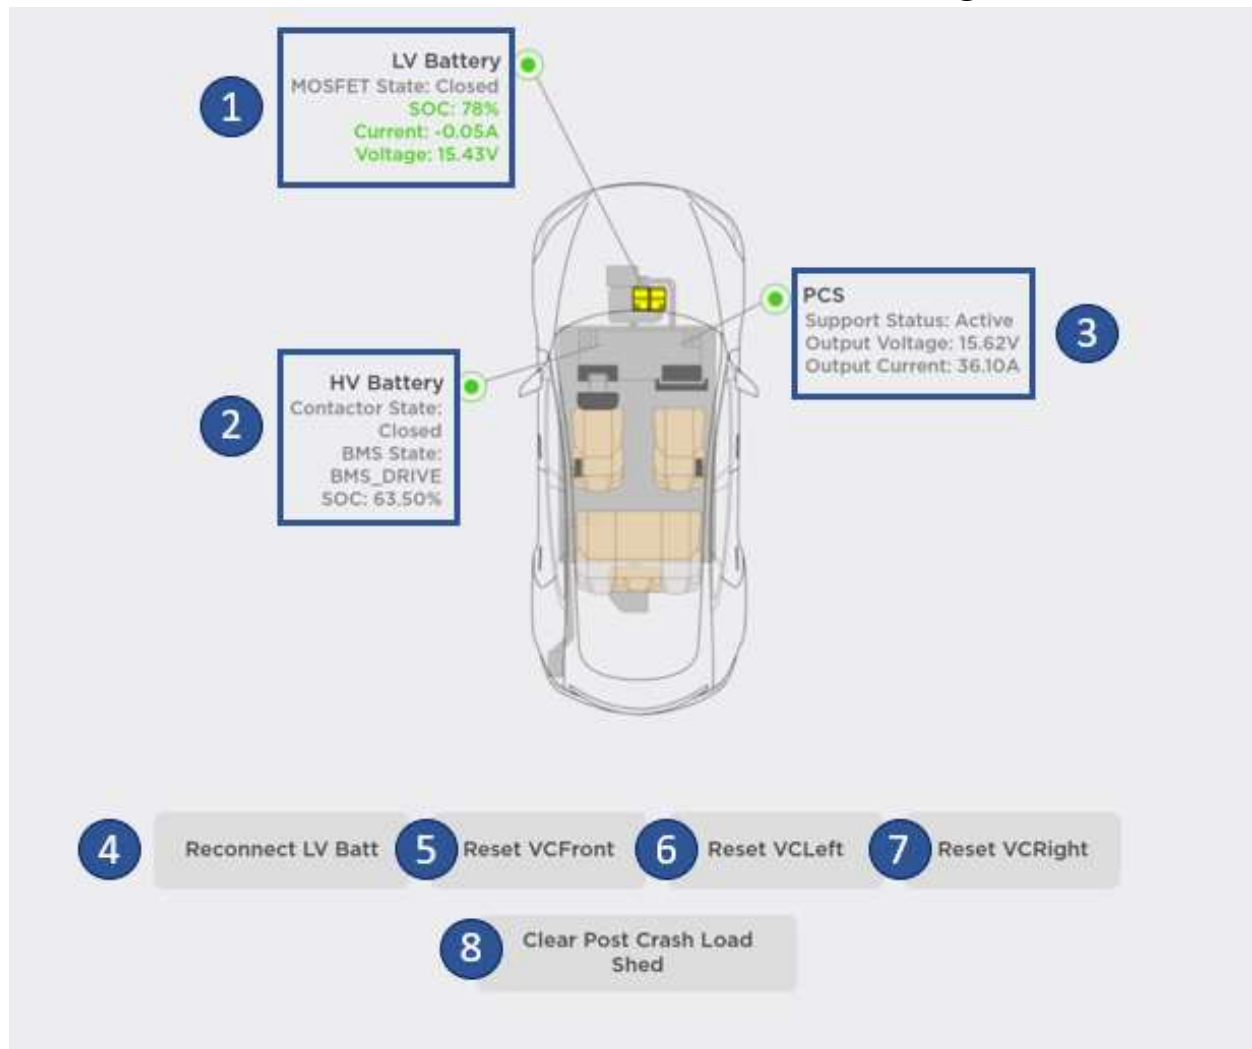 1
LV Battery
MOSFET State: Closed
SOC: 78%
Current: -0.05A
Voltage: 15.43V
2
HV Battery
Contactor State:
Closed
BMS State:
BMS_DRIVE
SOC: 63.50%
3
PCS
Support Status: Active
Output Voltage: 15.62V
Output Current: 36.10A
4
Reconnect LV Batt
5
Reset VCFront
6
Reset VCLeft
7
Reset VCRight
8
Clear Post Crash Load
Shed